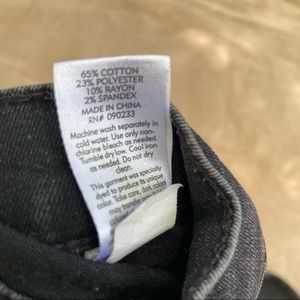 65% COTTON
23% POLYESTER
10% RAYON
2% SPANDEX
MADE IN CHINA
RN# 090233
Machine wash separately in
cold water. Use only non-
chlorine bleach as needed.
Tumble dry low. Cool iron
as needed. Do not dry
clean.
This garment was specially
dyed to produce its unique
color. Take care, dark colors
may transfer